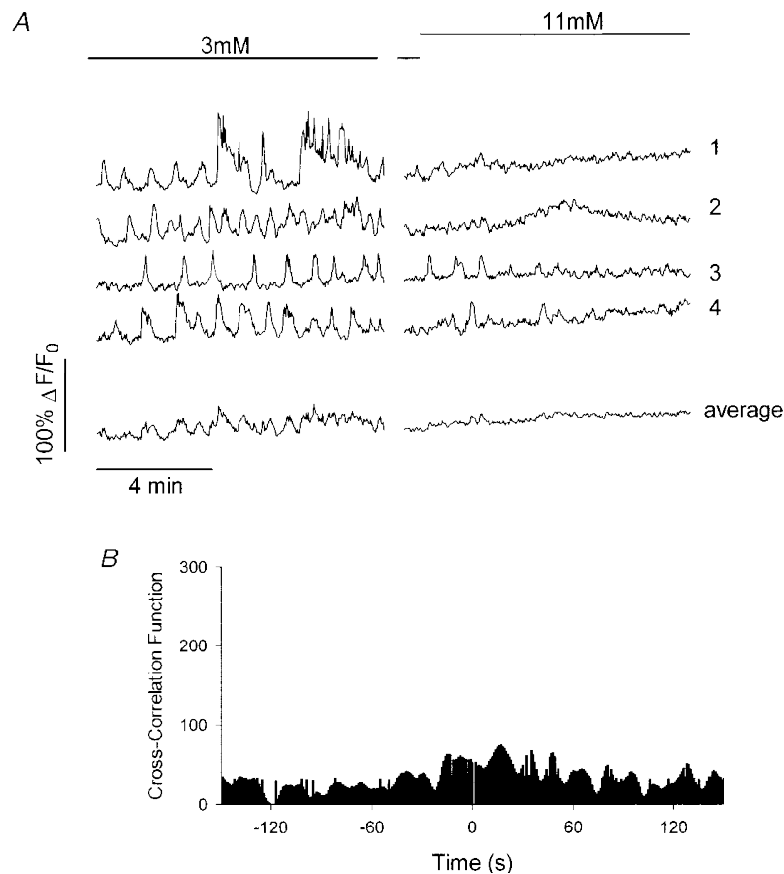 A
3mM
11mM
1
2
3
4
average
100% ΔF/F₀
4 min
B
Cross-Correlation Function
300
200
100
0
-120
-60
0
60
120
Time (s)